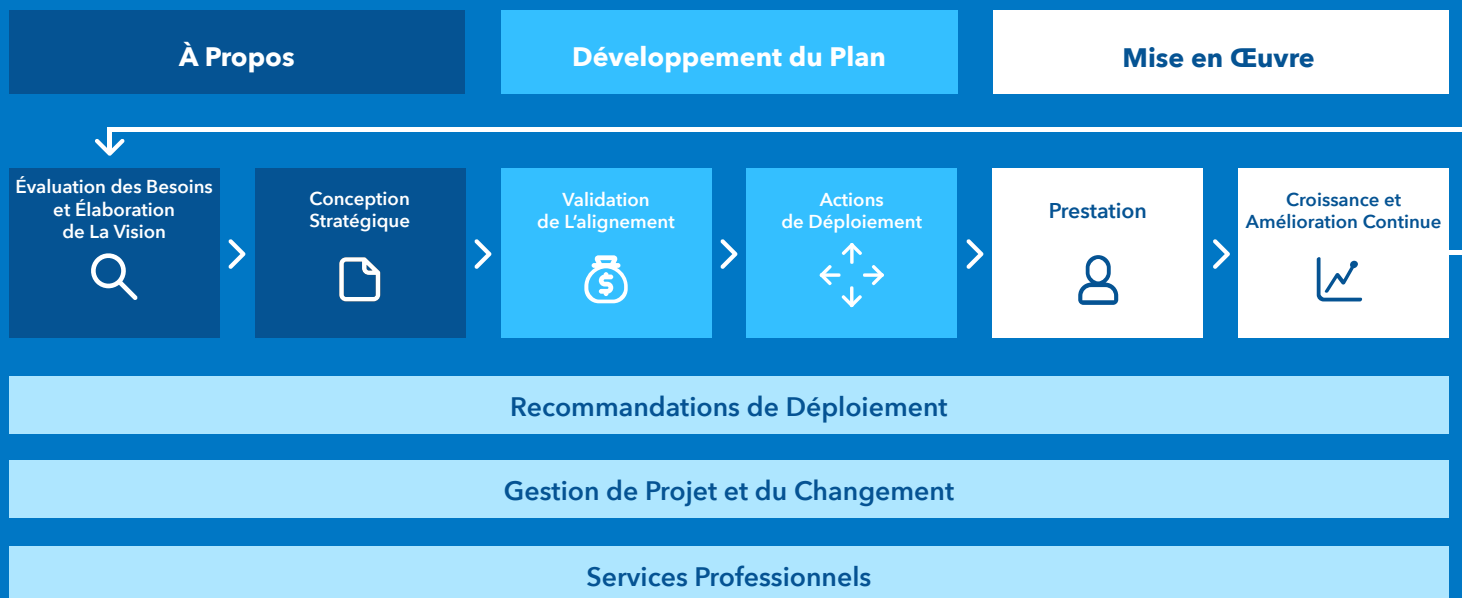 À Propos
Développement du Plan
Mise en Œuvre
Évaluation des Besoins
et Élaboration
de La Vision
Conception
Stratégique
Validation
de L'alignement
Actions
de Déploiement
Prestation
Croissance et
Amélioration Continue
Recommandations de Déploiement
Gestion de Projet et du Changement
Services Professionnels